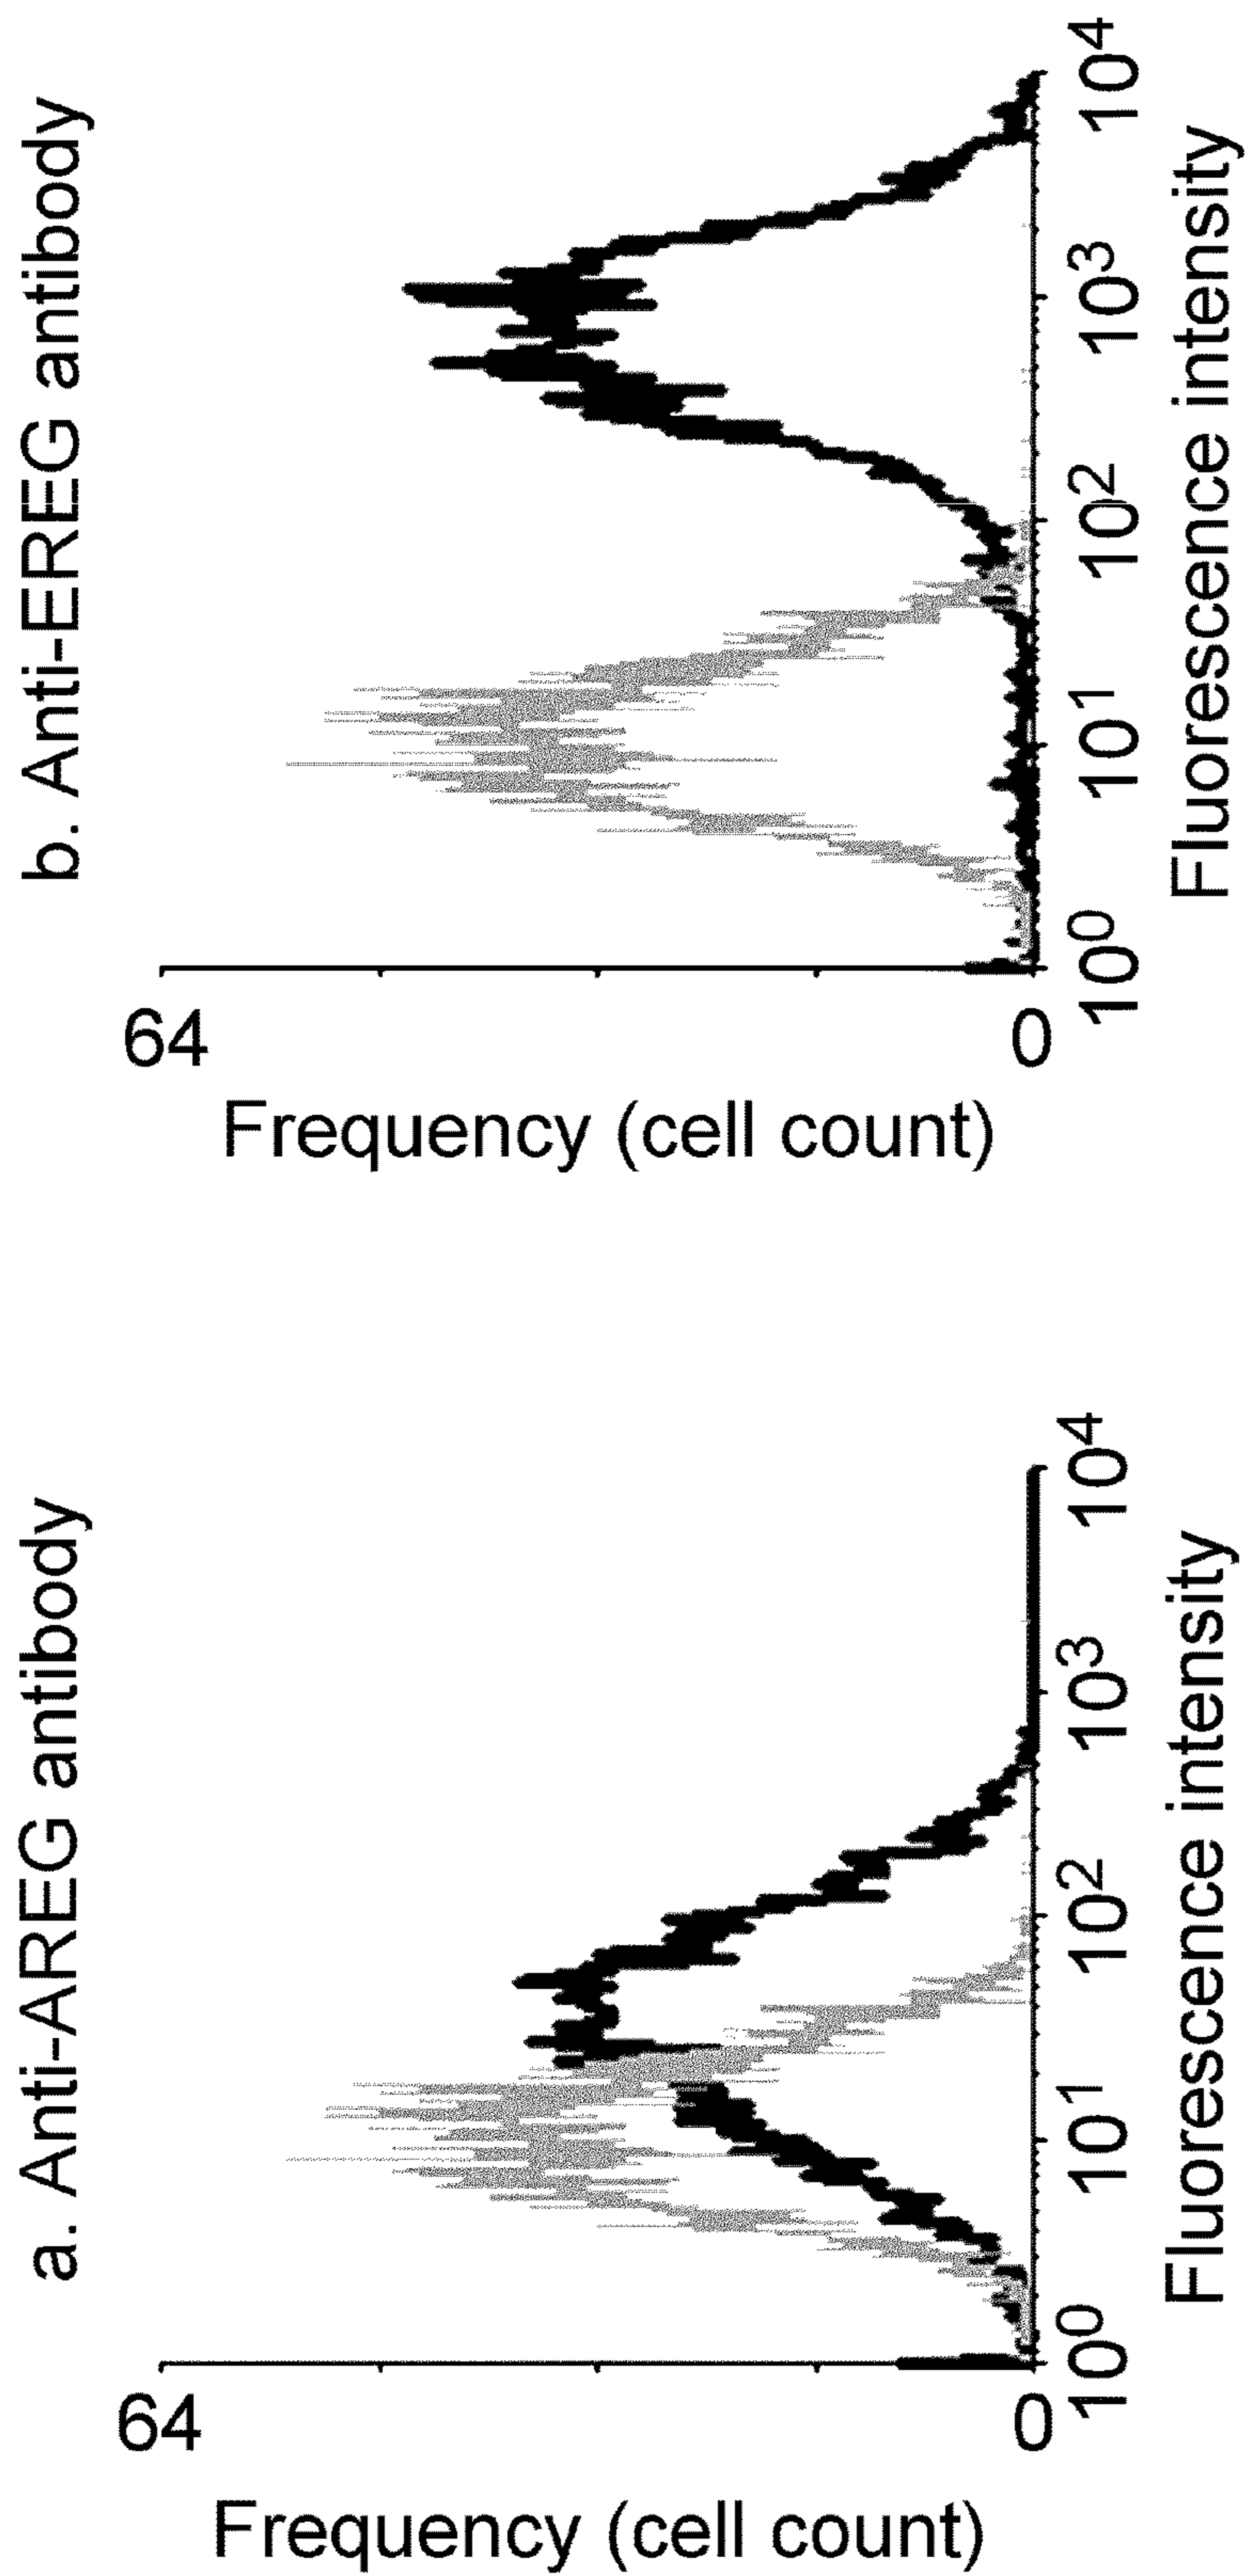 a. Anti-AREG antibody
64
0
Frequency (cell count)
10⁰ 10¹ 10² 10³ 10⁴
Fluorescence intensity
b. Anti-EREG antibody
64
0
Frequency (cell count)
10⁰ 10¹ 10² 10³ 10⁴
Fluorescence intensity